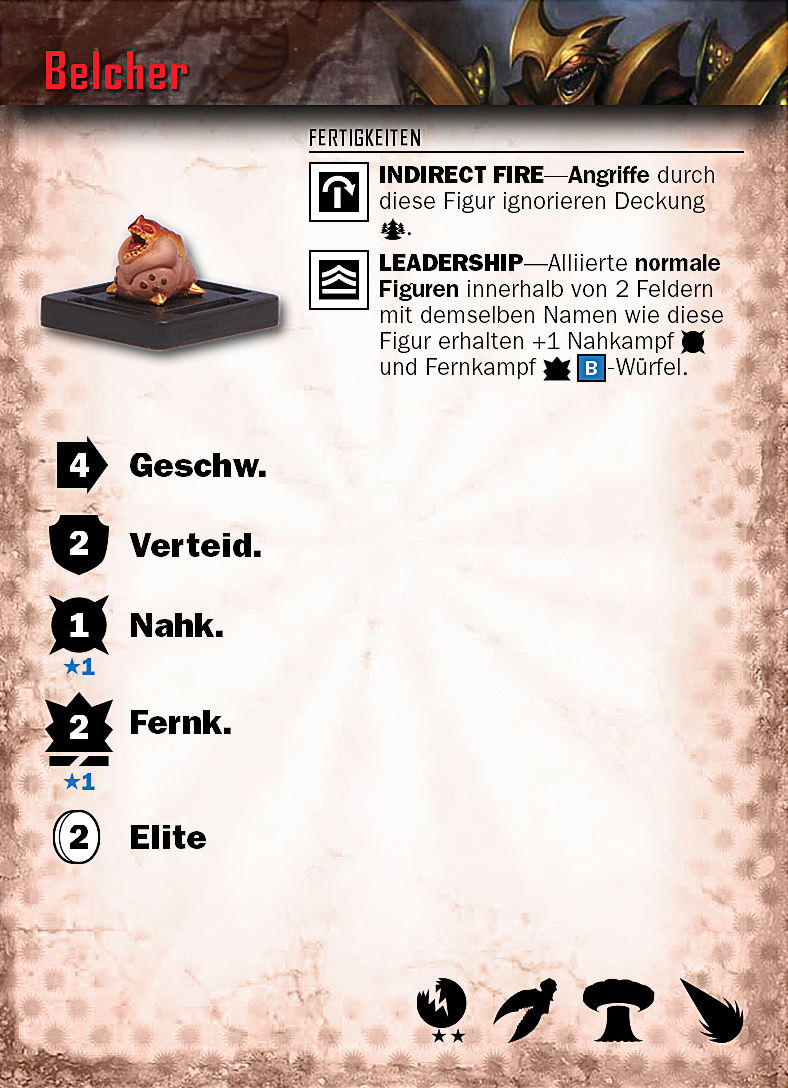 Belcher
FERTIGKEITEN
INDIRECT FIRE—Angriffe durch
diese Figur ignorieren Deckung
.
LEADERSHIP—Alliierte normale
Figuren innerhalb von 2 Feldern
mit demselben Namen wie diese
Figur erhalten +1 Nahkampf
und Fernkampf B-Würfel.
4 Geschw.
2 Verteid.
1 Nahk.
★1
2 Fernk.
★1
2 Elite
★★